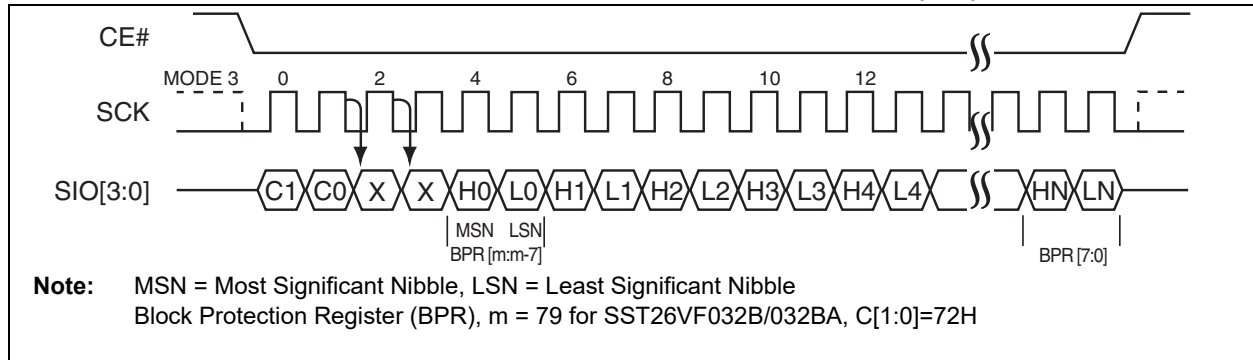 CE#
MODE 3 0 2 4 6 8 10 12
SCK
SIO[3:0] C1 C0 X X H0 L0 H1 L1 H2 L2 H3 L3 H4 L4 HN LN
MSN LSN
BPR [m:m-7] BPR [7:0]
Note: MSN = Most Significant Nibble, LSN = Least Significant Nibble
Block Protection Register (BPR), m = 79 for SST26VF032B/032BA, C[1:0]=72H